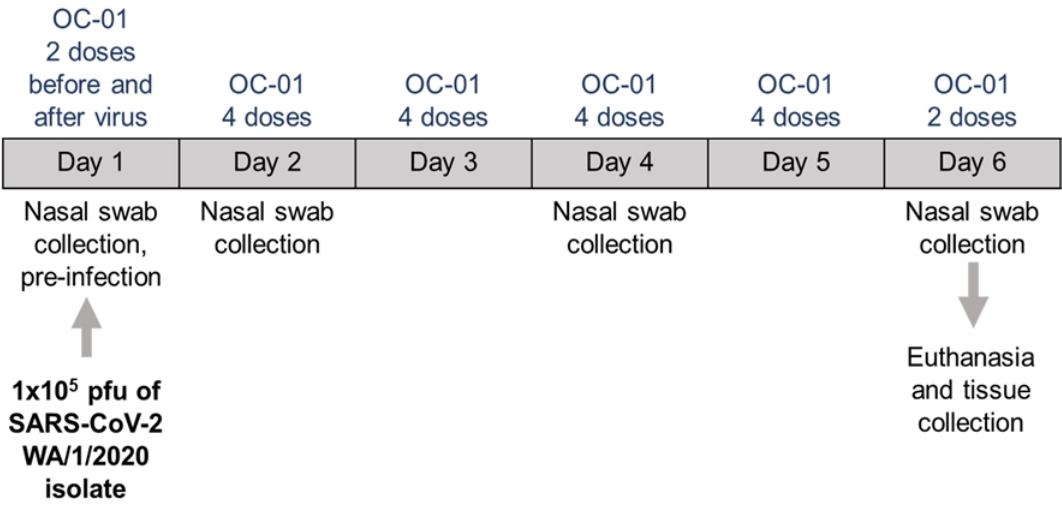 OC-01
2 doses
before and
after virus
OC-01
4 doses
OC-01
4 doses
OC-01
4 doses
OC-01
4 doses
OC-01
2 doses
Day 1
Day 2
Day 3
Day 4
Day 5
Day 6
Nasal swab
collection,
pre-infection
Nasal swab
collection
Nasal swab
collection
Nasal swab
collection
1x10⁵ pfu of
SARS-CoV-2
WA/1/2020
isolate
Euthanasia
and tissue
collection